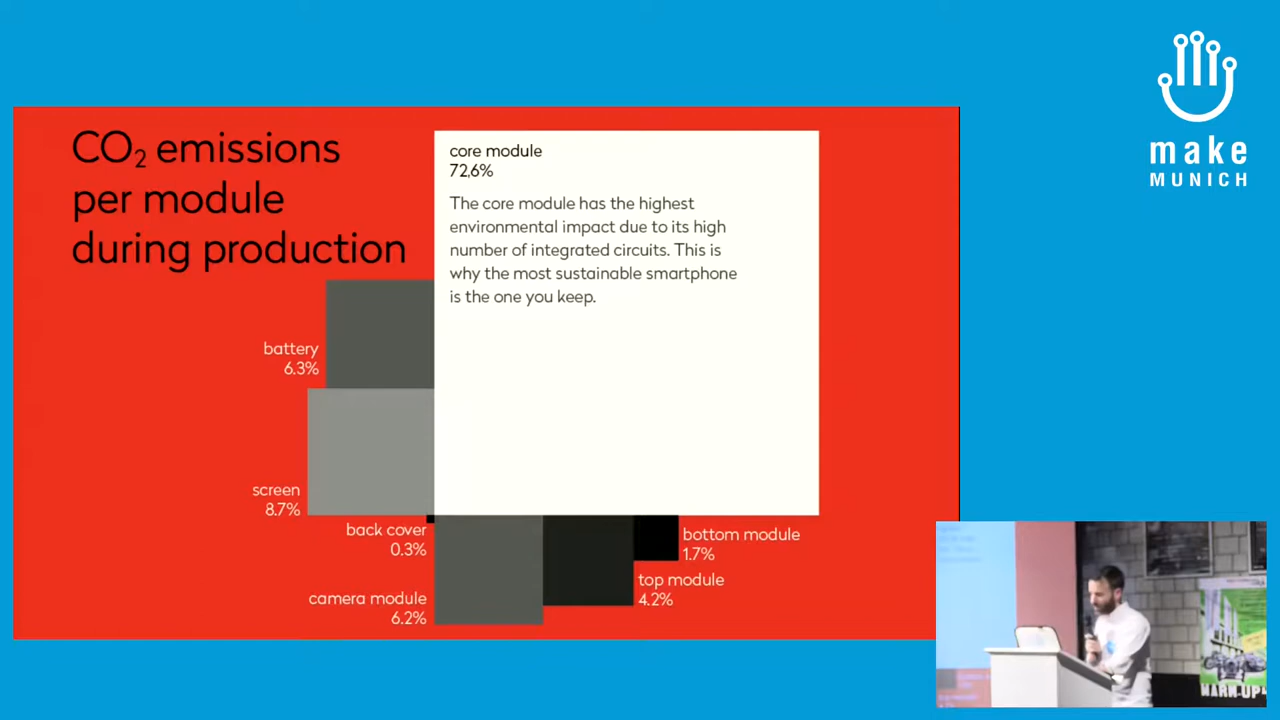 CO2 emissions
per module
during production
core module
72,6%
The core module has the highest
environmental impact due to its high
number of integrated circuits. This is
why the most sustainable smartphone
is the one you keep.
battery
6.3%
screen
8.7%
back cover
0.3%
camera module
6.2%
bottom module
1.7%
top module
4.2%
make
MUNICH
WARM-UP